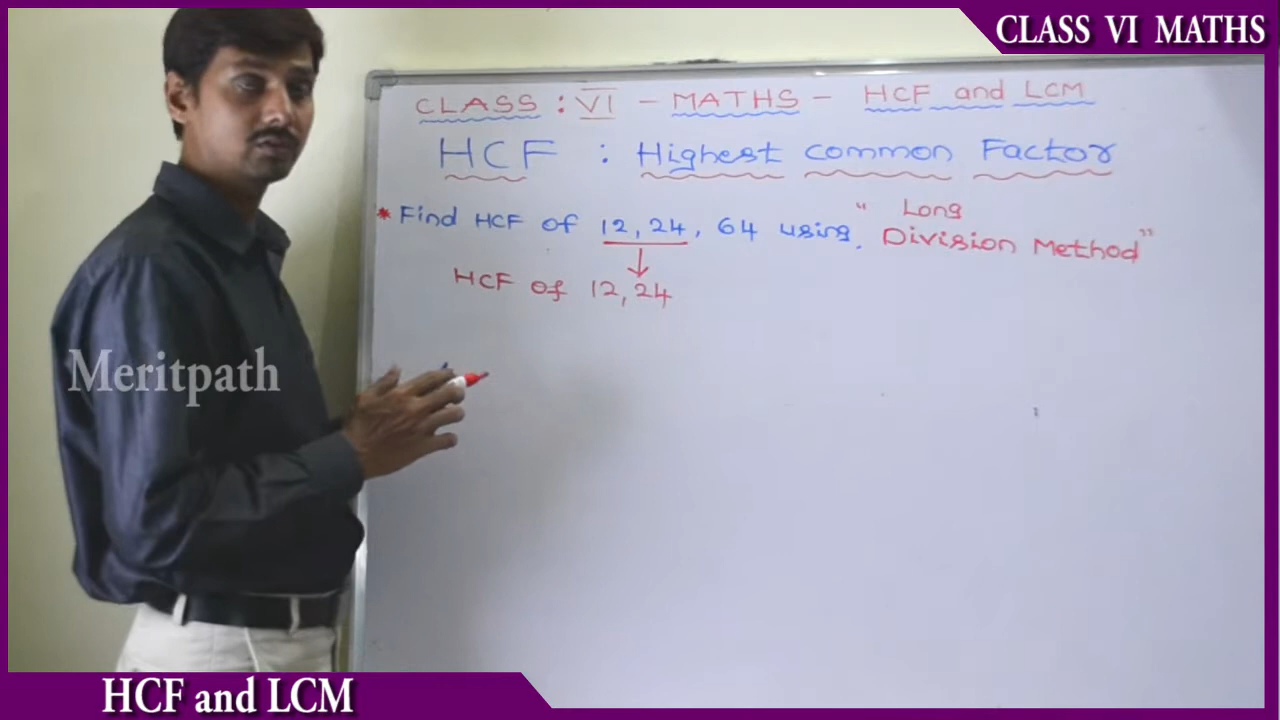 CLASS VI MATHS
CLASS : VI - MATHS - HCF and LCM
HCF : Highest common Factor
* Find HCF of 12, 24, 64 using, " Long
Division Method"
HCF of 12, 24
Meritpath
HCF and LCM